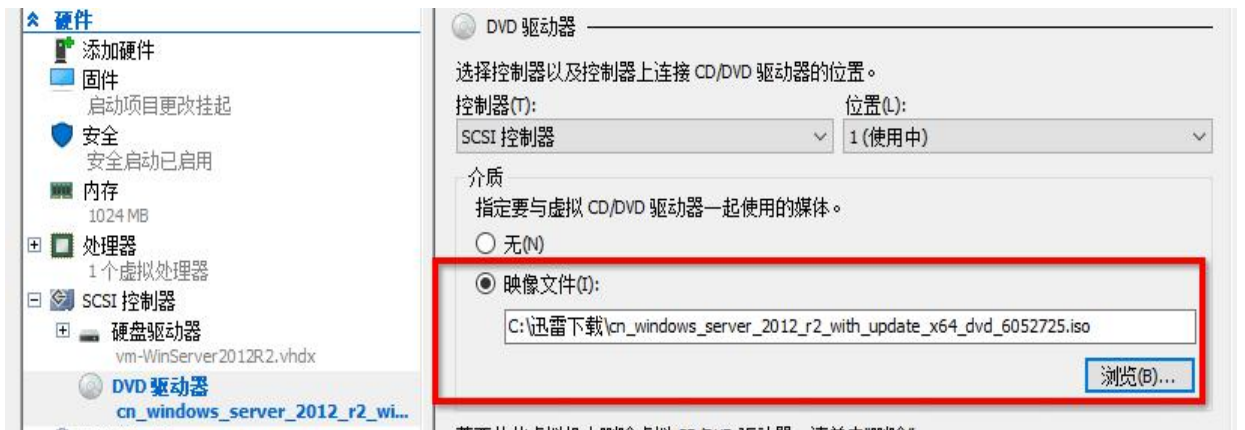 硬件
添加硬件
固件
启动项目更改挂起
安全
安全启动已启用
内存
1024 MB
处理器
1 个虚拟处理器
SCSI 控制器
硬盘驱动器
vm-WinServer2012R2.vhdx
DVD 驱动器
cn_windows_server_2012_r2_wi...
DVD 驱动器
选择控制器以及控制器上连接 CD/DVD 驱动器的位置。
控制器(T):
位置(L):
SCSI 控制器
1 (使用中)
介质
指定要与虚拟 CD/DVD 驱动器一起使用的媒体。
无(N)
映像文件(I):
C:\迅雷下载\cn_windows_server_2012_r2_with_update_x64_dvd_6052725.iso
浏览(B)...